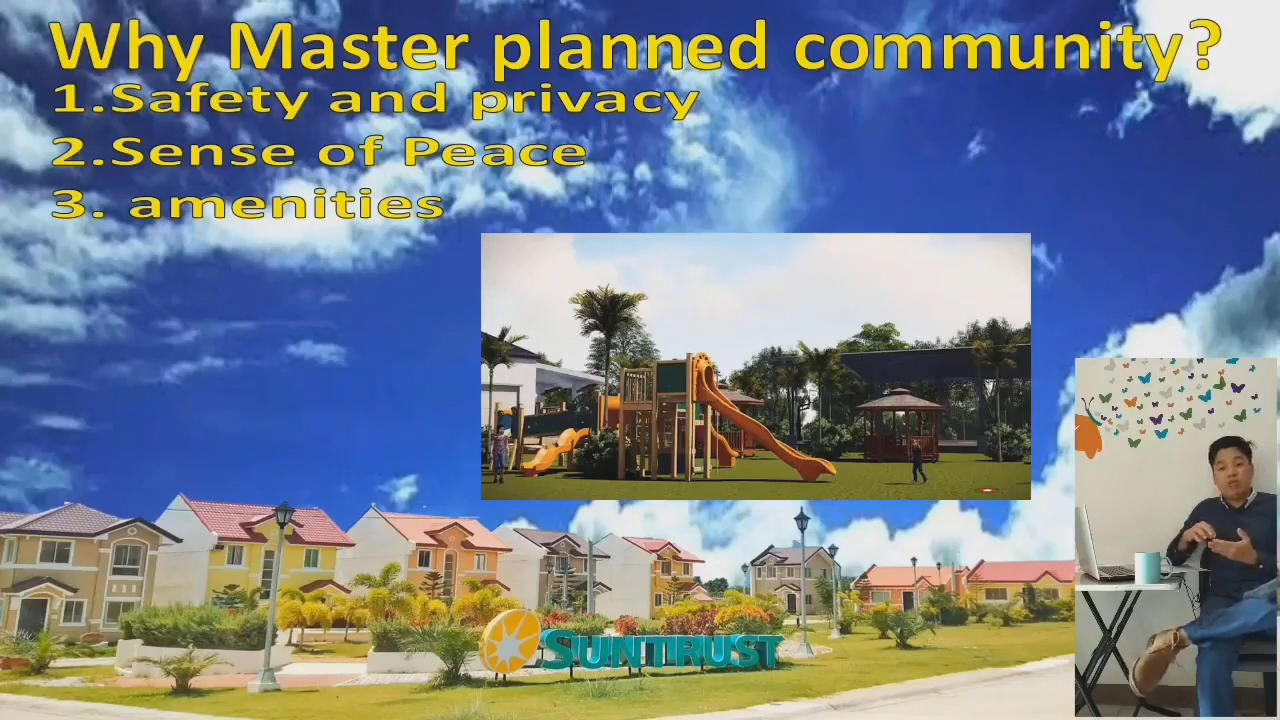 Why Master planned community?
1.Safety and privacy
2.Sense of Peace
3. amenities
SUNTRUST